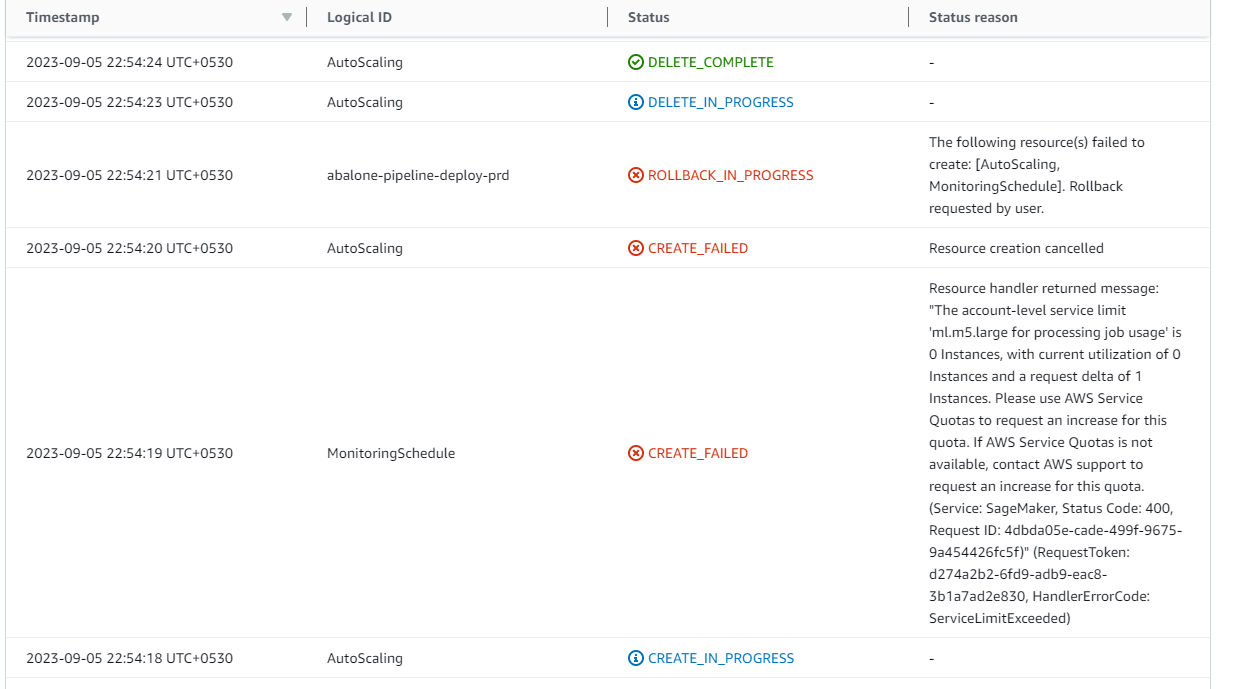 Timestamp Logical ID Status Status reason
2023-09-05 22:54:24 UTC+0530 AutoScaling DELETE_COMPLETE -
2023-09-05 22:54:23 UTC+0530 AutoScaling DELETE_IN_PROGRESS -
2023-09-05 22:54:21 UTC+0530 abalone-pipeline-deploy-prd ROLLBACK_IN_PROGRESS
The following resource(s) failed to
create: [AutoScaling,
MonitoringSchedule]. Rollback
requested by user.
2023-09-05 22:54:20 UTC+0530 AutoScaling CREATE_FAILED Resource creation cancelled
2023-09-05 22:54:19 UTC+0530 MonitoringSchedule CREATE_FAILED
Resource handler returned message:
"The account-level service limit
'ml.m5.large for processing job usage' is
0 Instances, with current utilization of 0
Instances and a request delta of 1
Instances. Please use AWS Service
Quotas to request an increase for this
quota. If AWS Service Quotas is not
available, contact AWS support to
request an increase for this quota.
(Service: SageMaker, Status Code: 400,
Request ID: 4dbda05e-cade-499f-9675-
9a454426fc5f)" (RequestToken:
d274a2b2-6fd9-adb9-eac8-
3b1a7ad2e830, HandlerErrorCode:
ServiceLimitExceeded)
2023-09-05 22:54:18 UTC+0530 AutoScaling CREATE_IN_PROGRESS -